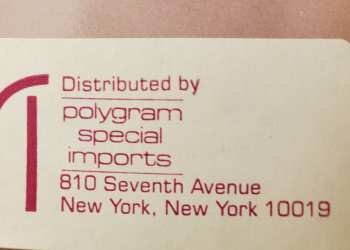 Distributed by
polygram
special
imports
810 Seventh Avenue
New York, New York 10019